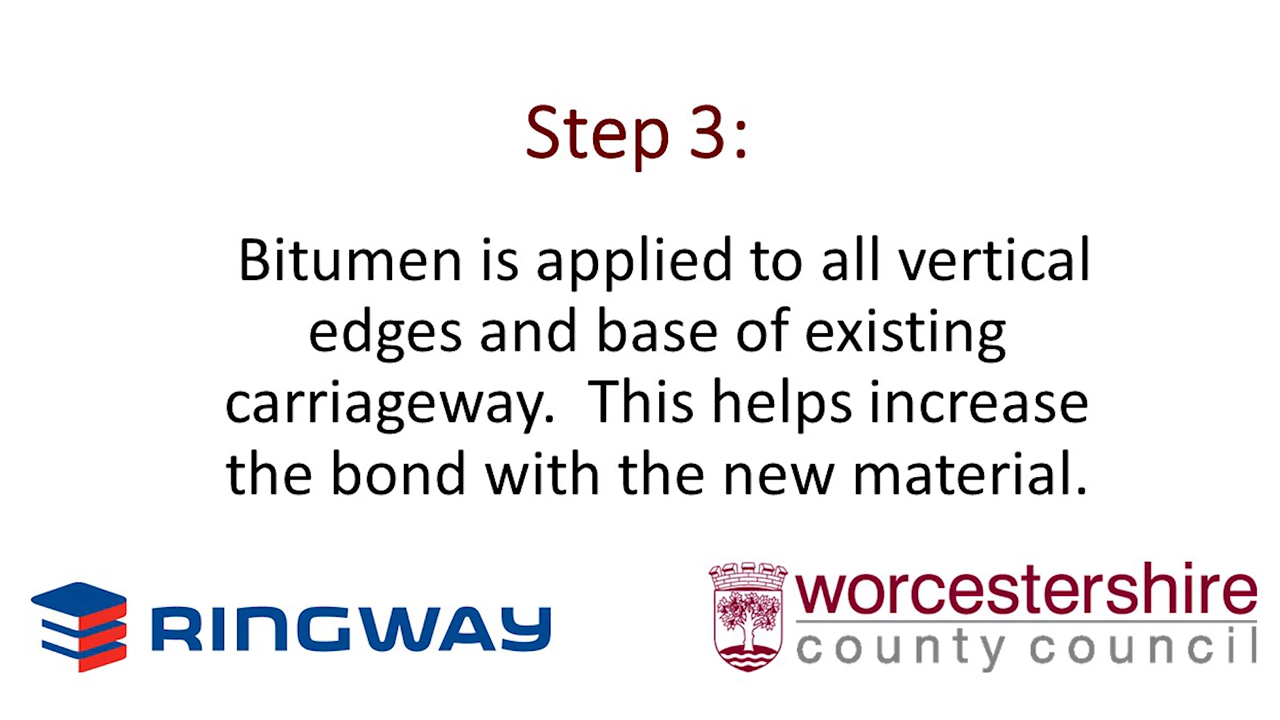 Step 3:
Bitumen is applied to all vertical
edges and base of existing
carriageway.  This helps increase
the bond with the new material.
RINGWAY
worcestershire
county council